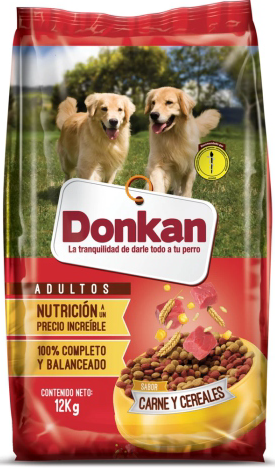 Donkan
La tranquilidad de darle todo a tu perro
ADULTOS
NUTRICIÓN A UN
PRECIO INCREÍBLE
100% COMPLETO
Y BALANCEADO
CONTENIDO NETO:
12Kg
SABOR
CARNE Y CEREALES